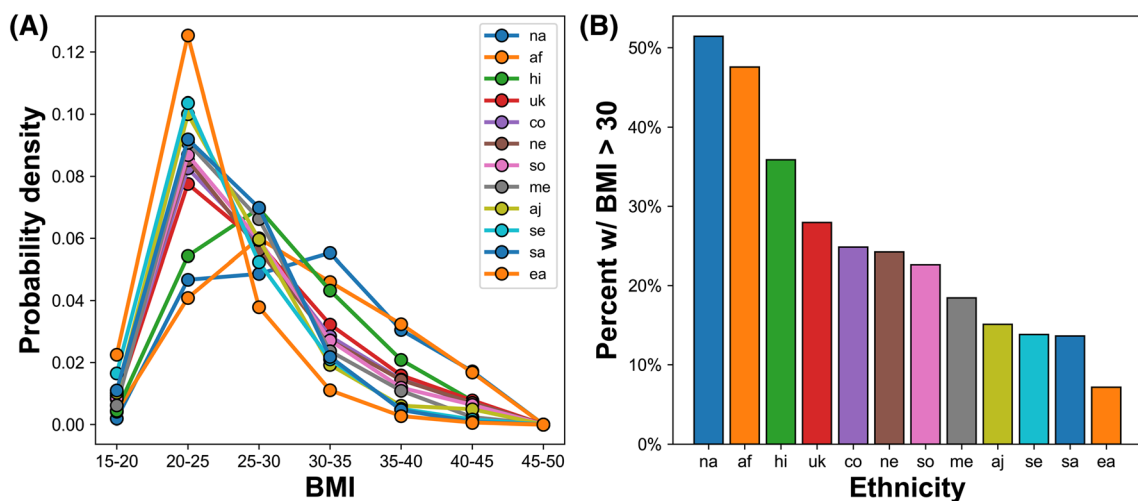 (A)
Probability density
0.12
0.10
0.08
0.06
0.04
0.02
0.00
na
af
hi
uk
co
ne
so
me
aj
se
sa
ea
15-20 20-25 25-30 30-35 35-40 40-45 45-50
BMI
(B)
Percent w/ BMI > 30
50%
40%
30%
20%
10%
0%
na af hi uk co ne so me aj se sa ea
Ethnicity